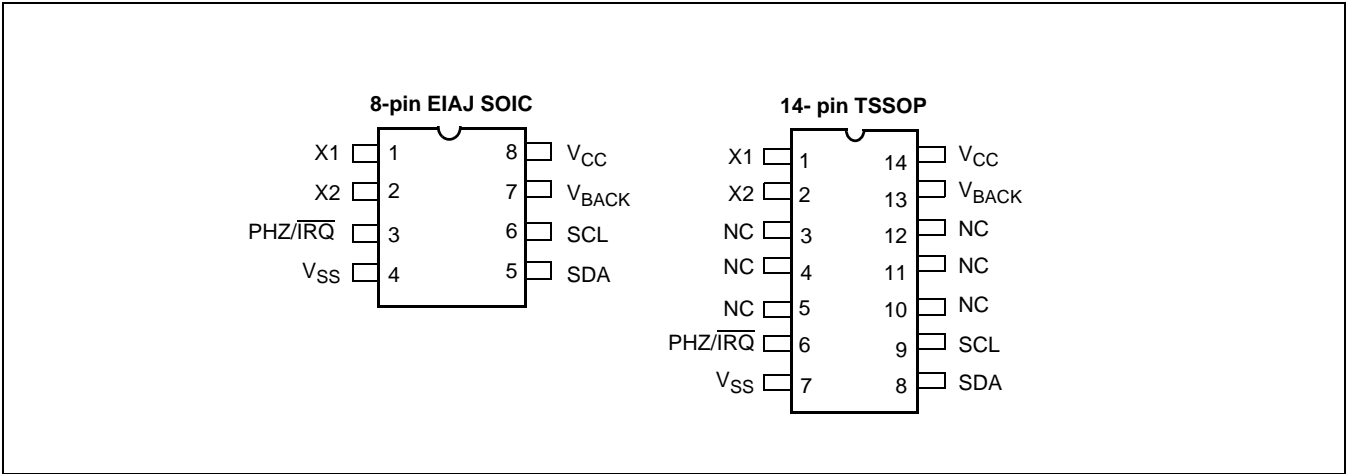 8-pin EIAJ SOIC
X1 1 8 VCC
X2 2 7 VBACK
PHZ/IRQ 3 6 SCL
VSS 4 5 SDA
14- pin TSSOP
X1 1 14 VCC
X2 2 13 VBACK
NC 3 12 NC
NC 4 11 NC
NC 5 10 NC
PHZ/IRQ 6 9 SCL
VSS 7 8 SDA